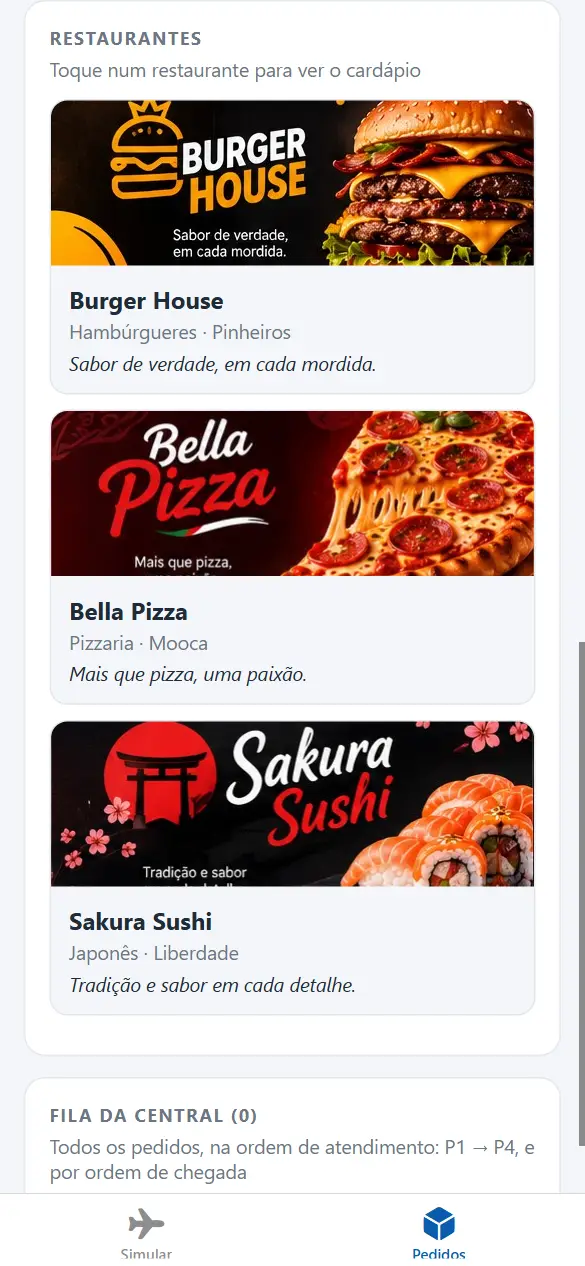 RESTAURANTES
Toque num restaurante para ver o cardápio
BURGER
HOUSE
Sabor de verdade,
em cada mordida.
Burger House
Hambúrgueres · Pinheiros
Sabor de verdade, em cada mordida.
Bella
Pizza
Mais que pizza,
Bella Pizza
Pizzaria · Mooca
Mais que pizza, uma paixão.
Sakura
Sushi
Tradição e sabor
Sakura Sushi
Japonês · Liberdade
Tradição e sabor em cada detalhe.
FILA DA CENTRAL (0)
Todos os pedidos, na ordem de atendimento: P1 → P4, e
por ordem de chegada
Simular
Pedidos